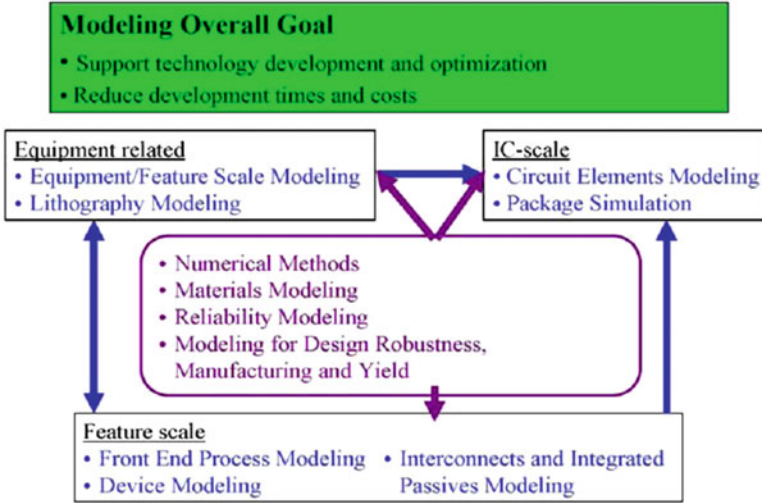 Modeling Overall Goal
• Support technology development and optimization
• Reduce development times and costs
Equipment related
• Equipment/Feature Scale Modeling
• Lithography Modeling
IC-scale
• Circuit Elements Modeling
• Package Simulation
• Numerical Methods
• Materials Modeling
• Reliability Modeling
• Modeling for Design Robustness,
Manufacturing and Yield
Feature scale
• Front End Process Modeling
• Device Modeling
• Interconnects and Integrated
Passives Modeling